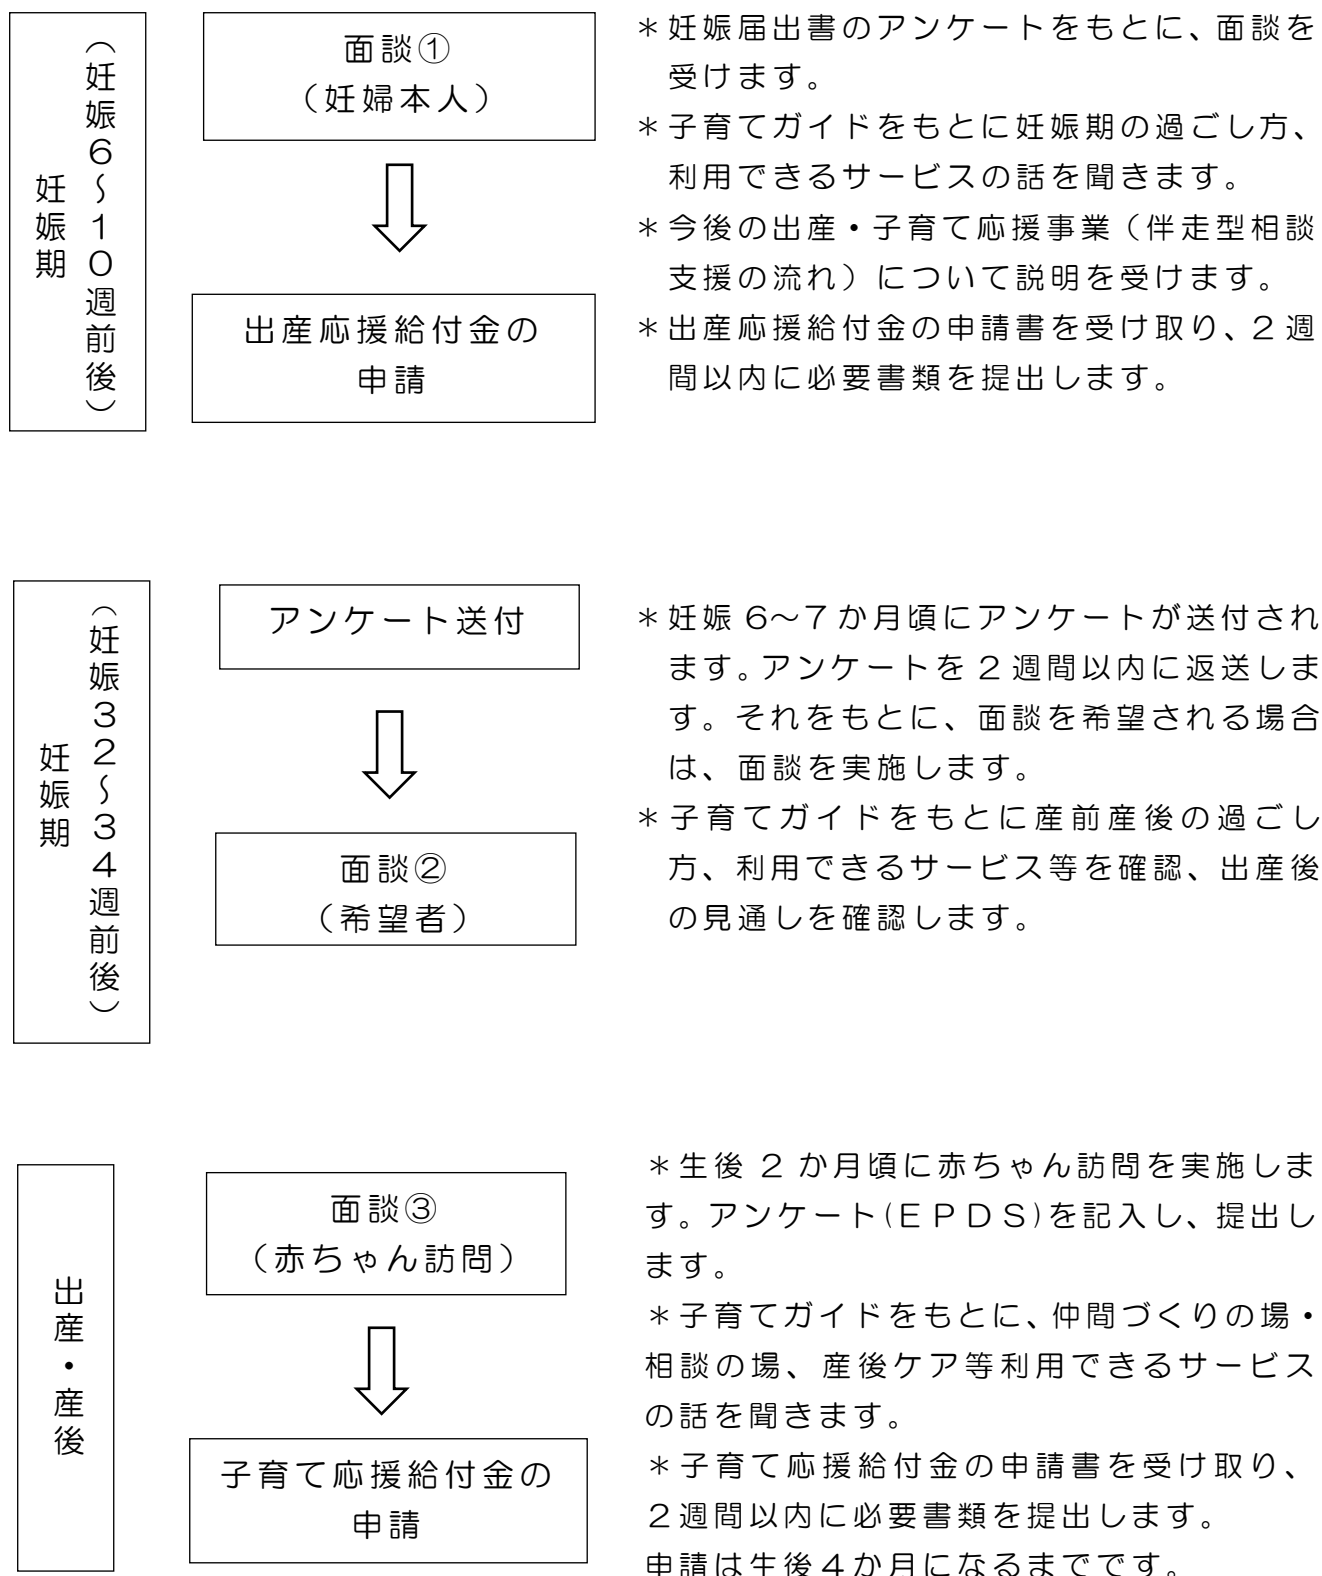 妊娠期
（妊娠６～１０週前後）
面談①
（妊婦本人）
出産応援給付金の
申請
＊妊娠届出書のアンケートをもとに、面談を
受けます。
＊子育てガイドをもとに妊娠期の過ごし方、
利用できるサービスの話を聞きます。
＊今後の出産・子育て応援事業（伴走型相談
支援の流れ）について説明を受けます。
＊出産応援給付金の申請書を受け取り、２週
間以内に必要書類を提出します。
妊娠期
（妊娠３２～３４週前後）
アンケート送付
面談②
（希望者）
＊妊娠 6～7 か月頃にアンケートが送付され
ます。アンケートを 2 週間以内に返送しま
す。それをもとに、面談を希望される場合
は、面談を実施します。
＊子育てガイドをもとに産前産後の過ごし
方、利用できるサービス等を確認、出産後
の見通しを確認します。
出産・産後
面談③
（赤ちゃん訪問）
子育て応援給付金の
申請
＊生後 2 か月頃に赤ちゃん訪問を実施しま
す。アンケート(ＥＰＤＳ)を記入し、提出し
ます。
＊子育てガイドをもとに、仲間づくりの場・
相談の場、産後ケア等利用できるサービス
の話を聞きます。
＊子育て応援給付金の申請書を受け取り、
２週間以内に必要書類を提出します。
申請は生後４か月になるまでです。